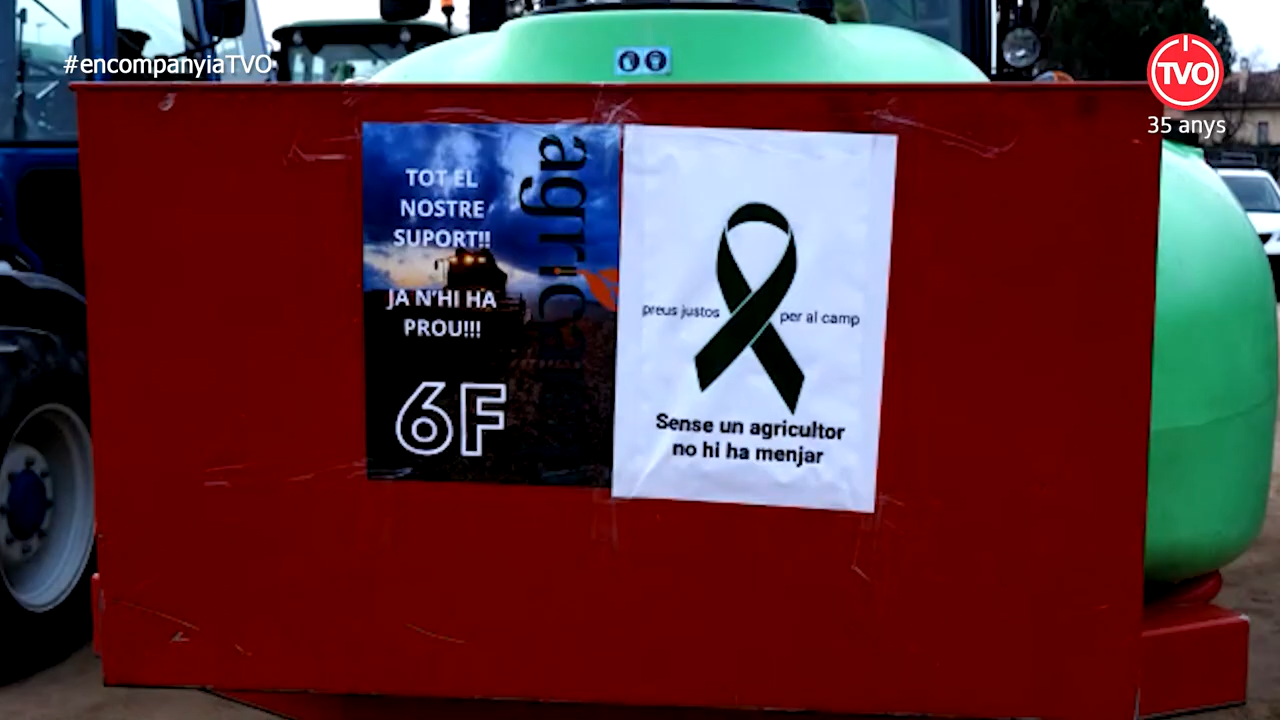 #encompanyiaTVO
TVO
35 anys
TOT EL
NOSTRE
SUPORT!!
JA N'HI HA
PROU!!!
6F
preus justos per al camp
Sense un agricultor
no hi ha menjar